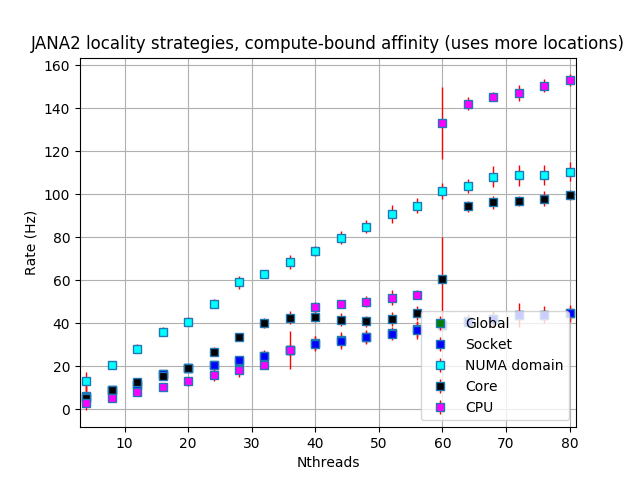 JANA2 locality strategies, compute-bound affinity (uses more locations)
160
140
120
100
80
60
40
20
0
Rate (Hz)
Global
Socket
NUMA domain
Core
CPU
10 20 30 40 50 60 70 80
Nthreads